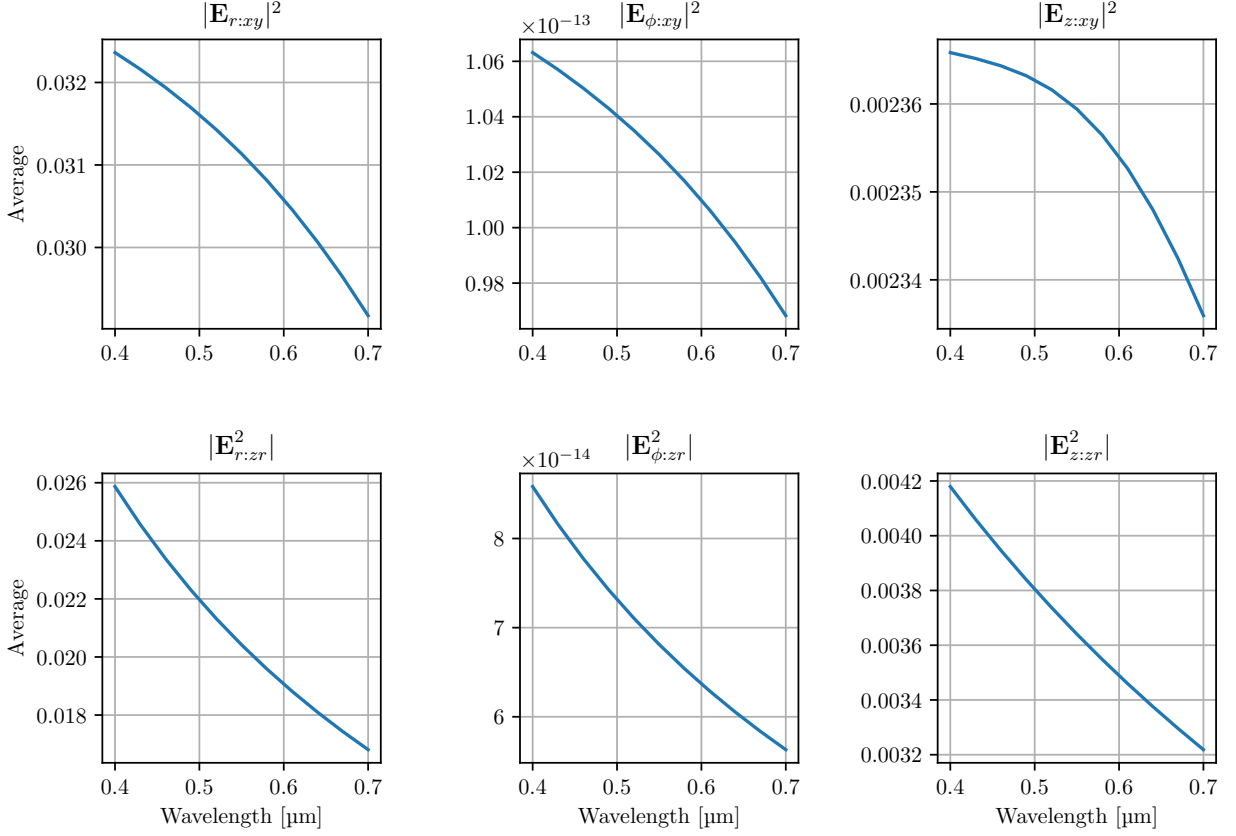 |E_{r:xy}|^2
×10^{−13} |E_{ϕ:xy}|^2
|E_{z:xy}|^2
Average
0.032
0.031
0.030
0.4 0.5 0.6 0.7
1.06
1.04
1.02
1.00
0.98
0.4 0.5 0.6 0.7
0.00236
0.00235
0.00234
0.4 0.5 0.6 0.7
|E^2_{r:zr}|
×10^{−14} |E^2_{ϕ:zr}|
|E^2_{z:zr}|
Average
0.026
0.024
0.022
0.020
0.018
0.4 0.5 0.6 0.7
Wavelength [µm]
8
7
6
0.4 0.5 0.6 0.7
Wavelength [µm]
0.0042
0.0040
0.0038
0.0036
0.0034
0.0032
0.4 0.5 0.6 0.7
Wavelength [µm]